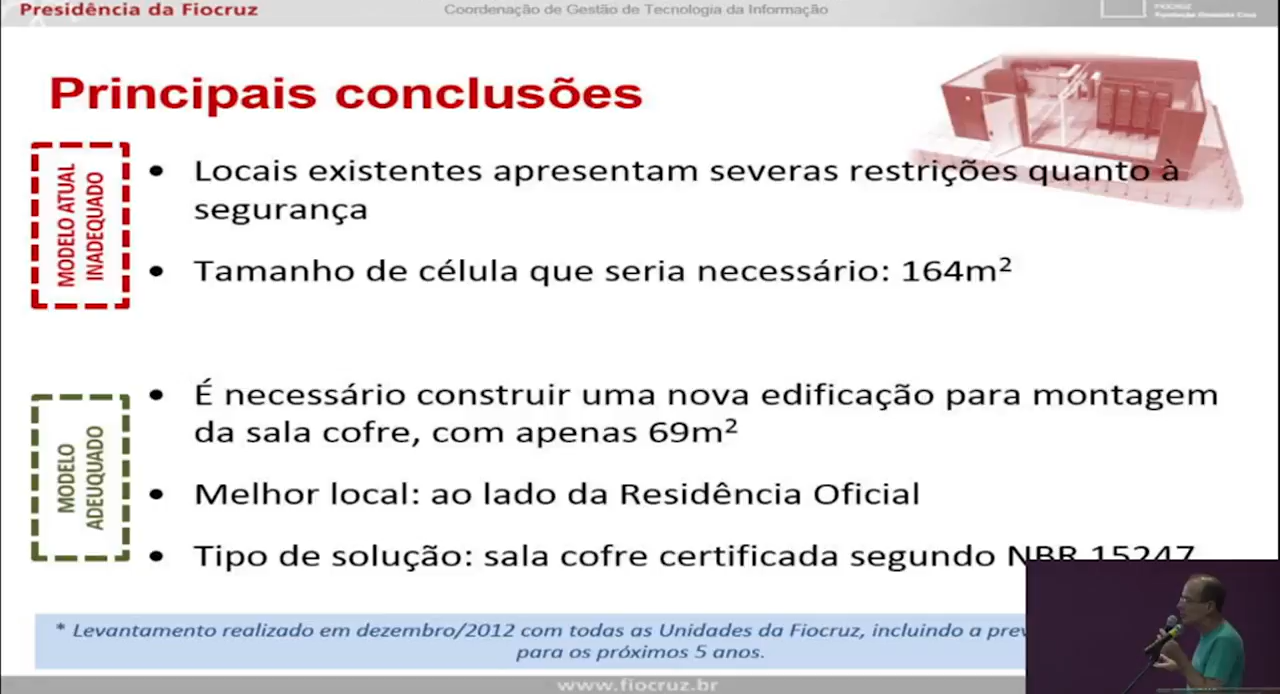 Presidência da Fiocruz
Coordenação de Gestão de Tecnologia da Informação
FIOCRUZ
Fundação Oswaldo Cruz
Principais conclusões
MODELO ATUAL
INADEQUADO
• Locais existentes apresentam severas restrições quanto à
segurança
• Tamanho de célula que seria necessário: 164m²
MODELO
ADEUQUADO
• É necessário construir uma nova edificação para montagem
da sala cofre, com apenas 69m²
• Melhor local: ao lado da Residência Oficial
• Tipo de solução: sala cofre certificada segundo NBR 15247
* Levantamento realizado em dezembro/2012 com todas as Unidades da Fiocruz, incluindo a
para os próximos 5 anos.
www.fiocruz.br